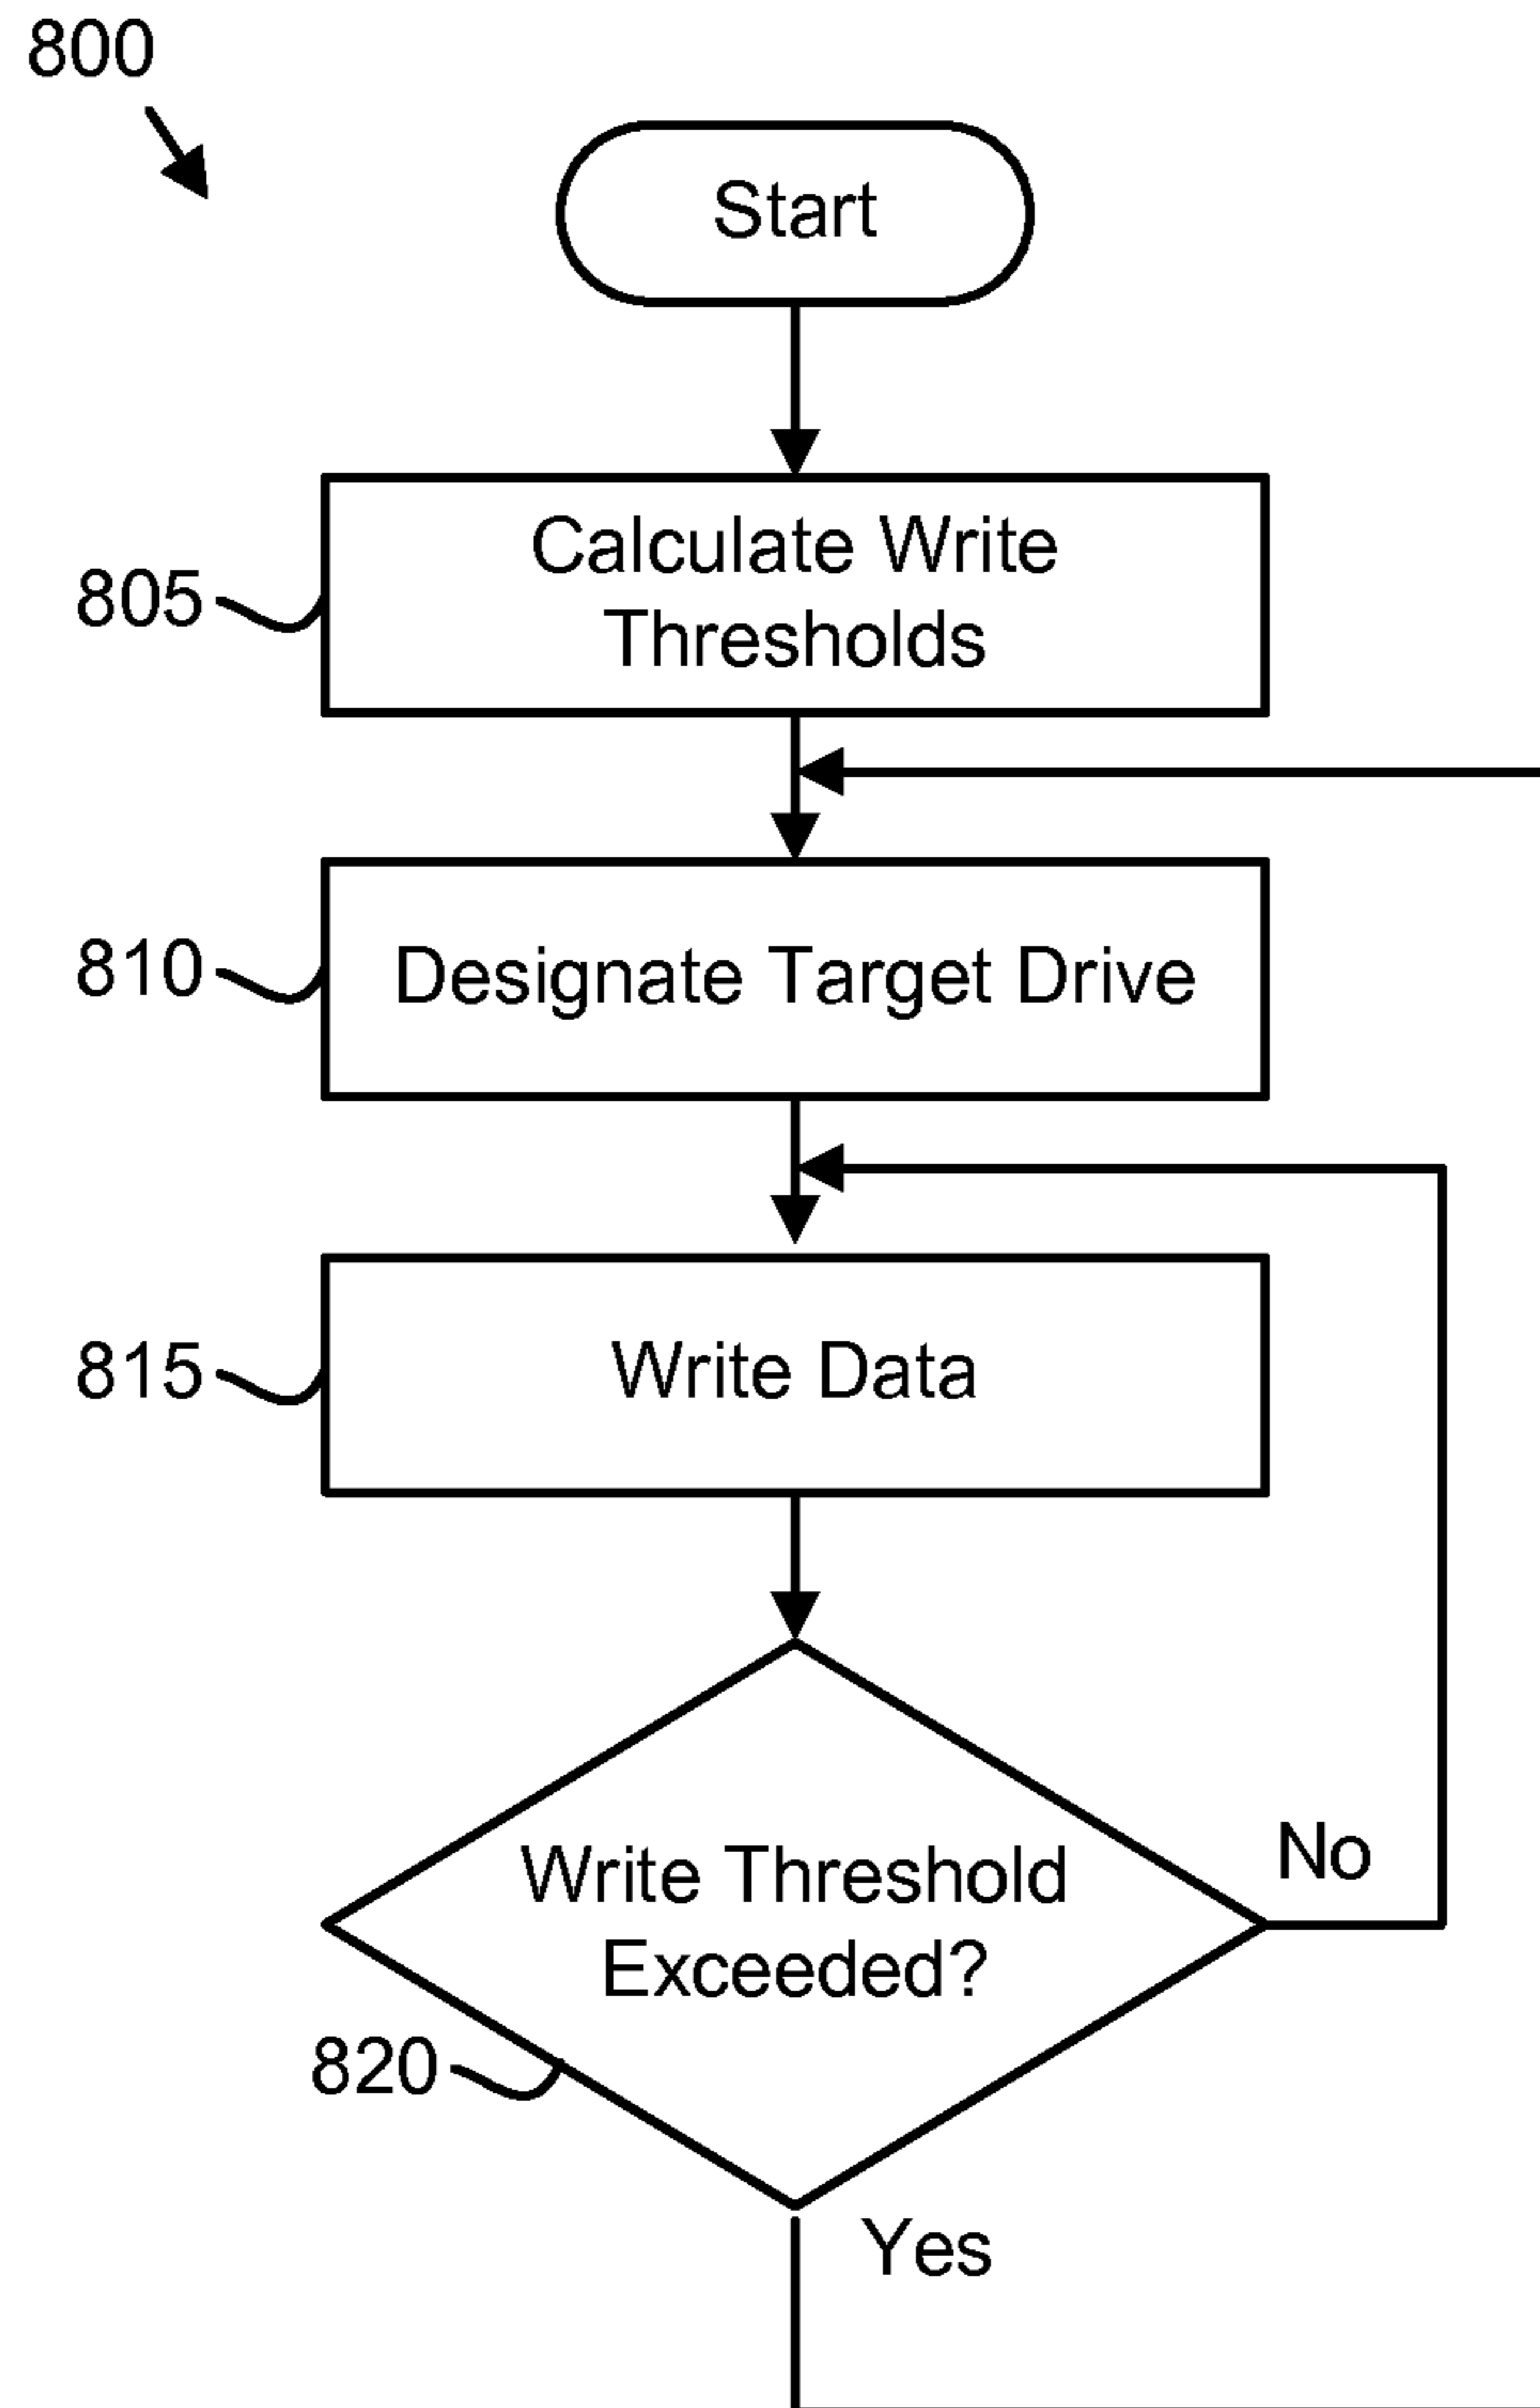 800
Start
Calculate Write
Thresholds
805
Designate Target Drive
810
Write Data
815
Write Threshold
Exceeded?
No
820
Yes